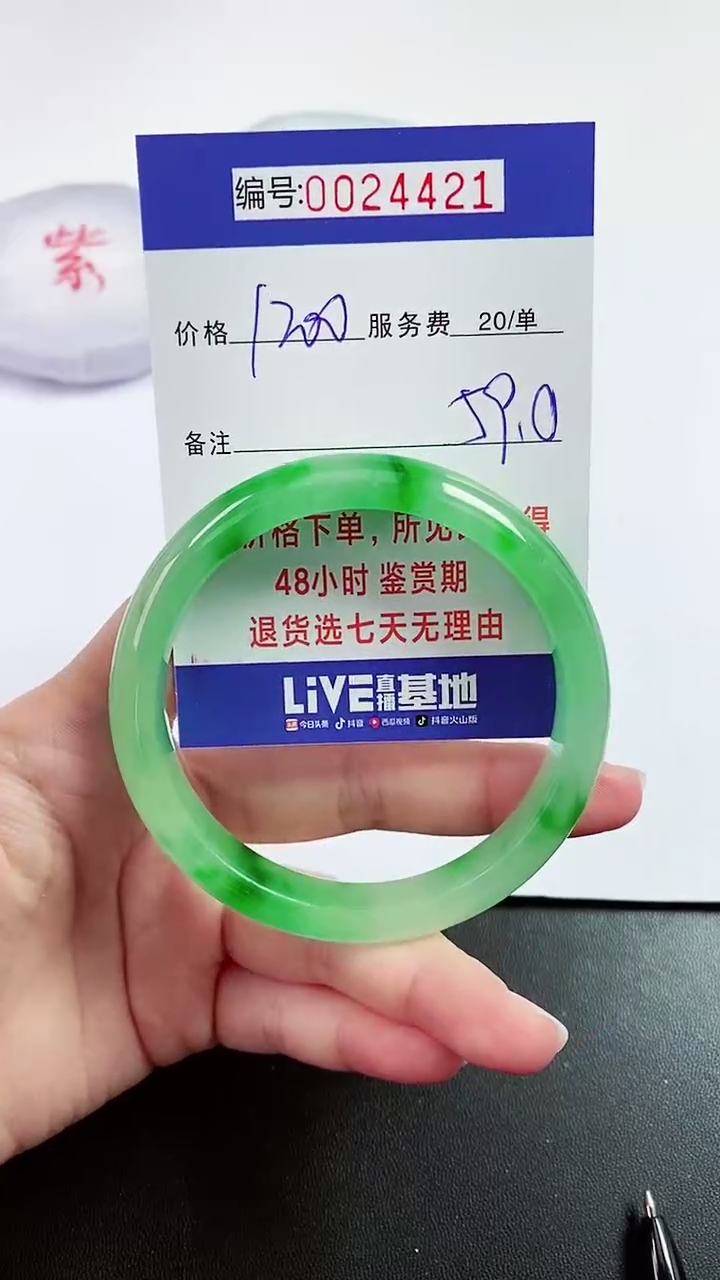 紫
编号:0024421
价格 1200 服务费 20/单
备注 59.0
价格下单，所见 得
48小时 鉴赏期
退货选七天无理由
LiVE直播基地
今日头条 抖音 西瓜视频 抖音火山版